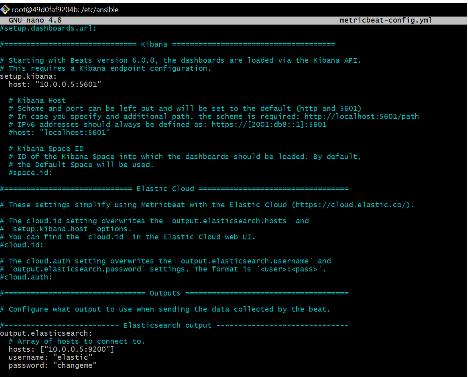 root@49d0faf9204b: /etc/ansible
GNU nano 4.8 metricbeat-config.yml
#setup.dashboards.url:
#============================== Kibana =====================================
# Starting with Beats version 6.0.0, the dashboards are loaded via the Kibana API.
# This requires a Kibana endpoint configuration.
setup.kibana:
host: "10.0.0.5:5601"
# Kibana Host
# Scheme and port can be left out and will be set to the default (http and 5601)
# In case you specify and additional path, the scheme is required: http://localhost:5601/path
# IPv6 addresses should always be defined as: https://[2001:db8::1]:5601
#host: "localhost:5601"
# Kibana Space ID
# ID of the Kibana Space into which the dashboards should be loaded. By default,
# the Default Space will be used.
#space.id:
#============================= Elastic Cloud ==================================
# These settings simplify using Metricbeat with the Elastic Cloud (https://cloud.elastic.co/).
# The cloud.id setting overwrites the `output.elasticsearch.hosts` and
# `setup.kibana.host` options.
# You can find the `cloud.id` in the Elastic Cloud web UI.
#cloud.id:
# The cloud.auth setting overwrites the `output.elasticsearch.username` and
# `output.elasticsearch.password` settings. The format is `<user>:<pass>`.
#cloud.auth:
#================================ Outputs =====================================
# Configure what output to use when sending the data collected by the beat.
#-------------------------- Elasticsearch output ------------------------------
output.elasticsearch:
# Array of hosts to connect to.
hosts: ["10.0.0.5:9200"]
username: "elastic"
password: "changeme"